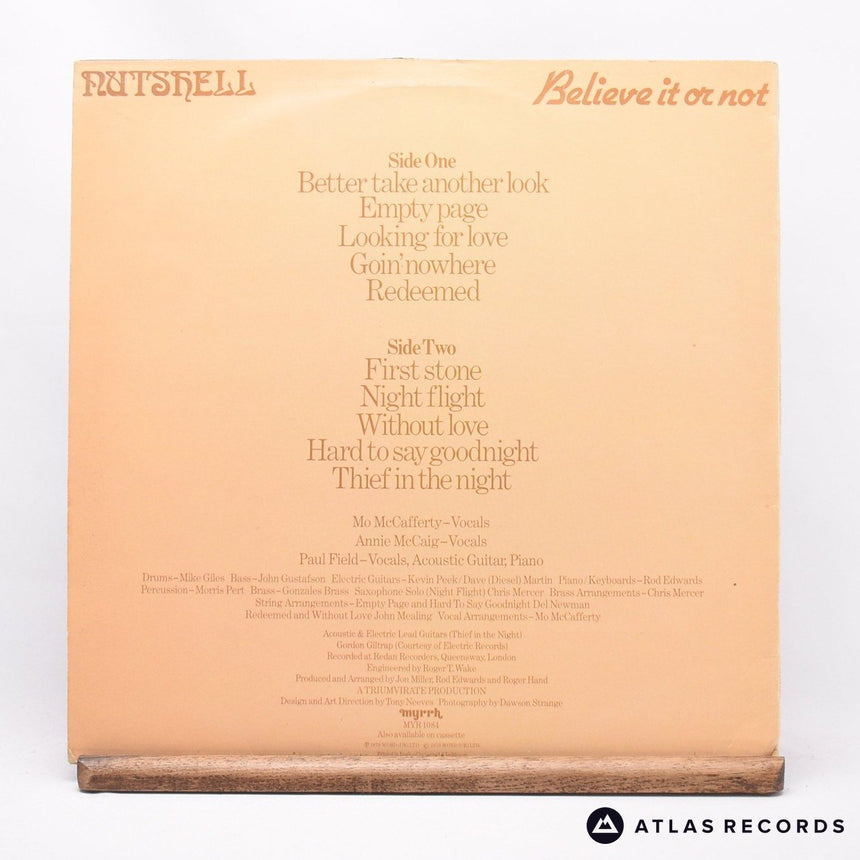 NUTSHELL
Believe it or not
Side One
Better take another look
Empty page
Looking for love
Goin' nowhere
Redeemed
Side Two
First stone
Night flight
Without love
Hard to say goodnight
Thief in the night
Mo McCafferty–Vocals
Annie McCaig–Vocals
Paul Field–Vocals, Acoustic Guitar, Piano
Drums–Mike Giles Bass–John Gustafson Electric Guitars–Kevin Peek/Dave (Diesel) Martin Piano/Keyboards–Rod Edwards
Percussion–Morris Pert Brass–Gonzales Brass Saxophone Solo (Night Flight) Chris Mercer Brass Arrangements–Chris Mercer
String Arrangements–Empty Page and Hard To Say Goodnight Del Newman
Redeemed and Without Love John Mealing Vocal Arrangements–Mo McCafferty
Acoustic & Electric Lead Guitars (Thief in the Night)
Gordon Giltrap (Courtesy of Electric Records)
Recorded at Redan Recorders, Queensway, London
Engineered by Roger T. Wake
Produced and Arranged by Jon Miller, Rod Edwards and Roger Hand
A TRIUMVIRATE PRODUCTION
Design and Art Direction by Tony Neeves Photography by Dawson Strange
myrrh
MYR 1084
Also available on cassette
ATLAS RECORDS